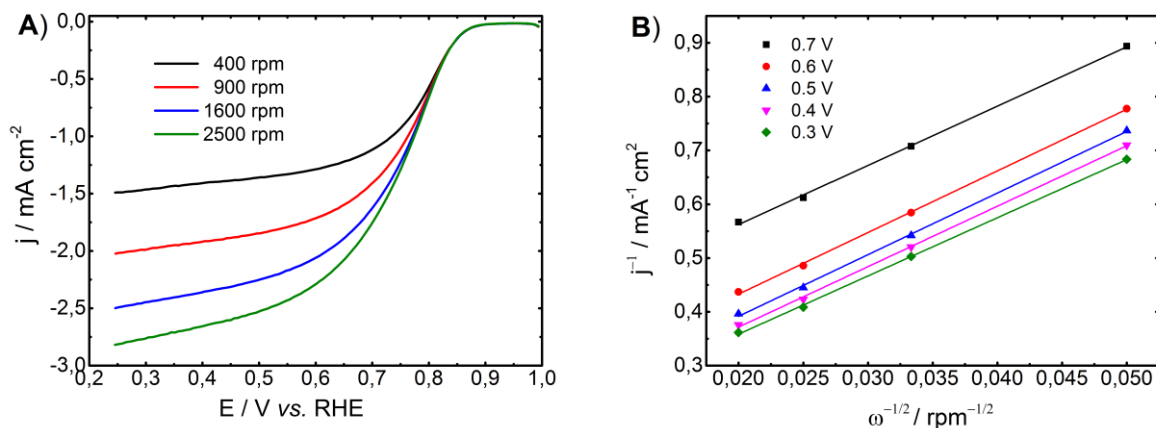 A)
0,0
-0,5
-1,0
-1,5
-2,0
-2,5
-3,0
j / mA cm⁻²
400 rpm
900 rpm
1600 rpm
2500 rpm
0,2 0,3 0,4 0,5 0,6 0,7 0,8 0,9 1,0
E / V vs. RHE
B)
0,9
0,8
0,7
0,6
0,5
0,4
0,3
j⁻¹ / mA⁻¹ cm²
0.7 V
0.6 V
0.5 V
0.4 V
0.3 V
0,020 0,025 0,030 0,035 0,040 0,045 0,050
ω⁻¹/² / rpm⁻¹/²